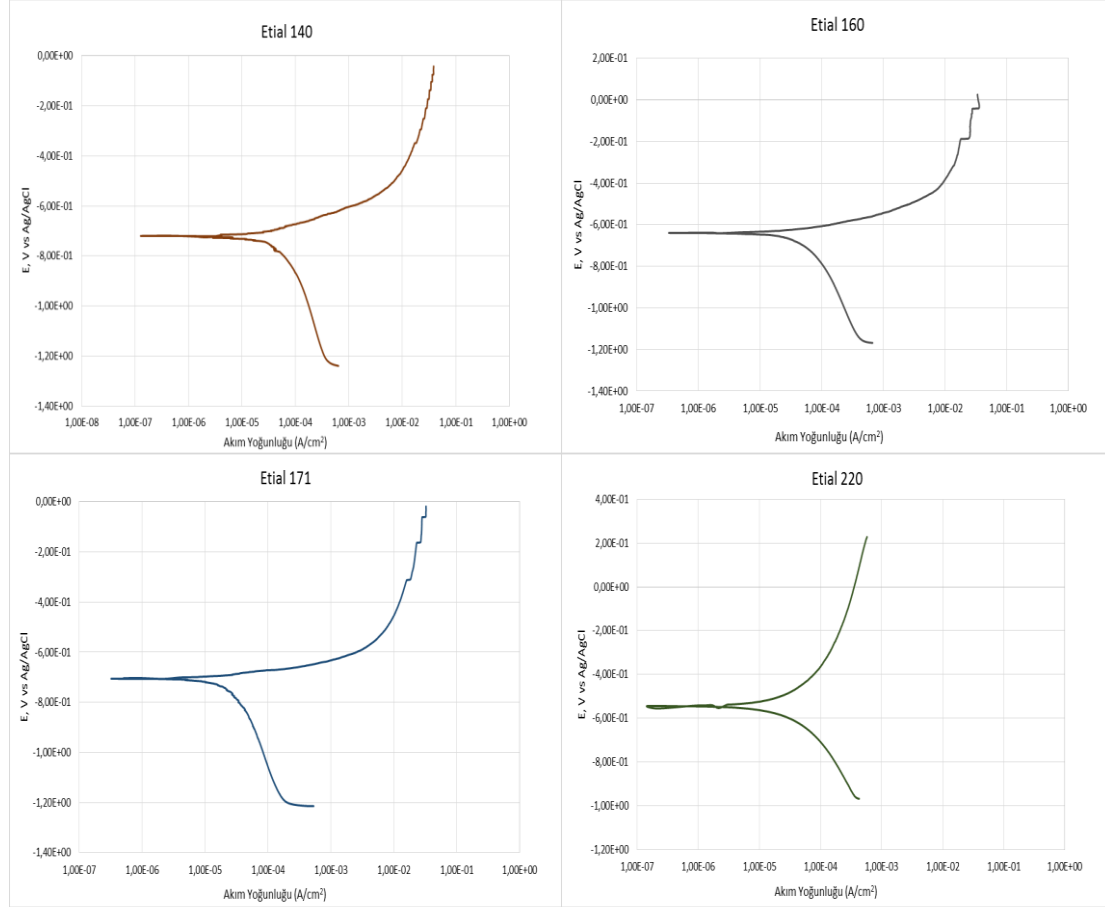 Etial 140
0,00E+00
-2,00E-01
-4,00E-01
-6,00E-01
-8,00E-01
-1,00E+00
-1,20E+00
-1,40E+00
E, V vs Ag/AgCl
1,00E-08 1,00E-07 1,00E-06 1,00E-05 1,00E-04 1,00E-03 1,00E-02 1,00E-01 1,00E+00
Akım Yoğunluğu (A/cm²)
Etial 160
2,00E-01
0,00E+00
-2,00E-01
-4,00E-01
-6,00E-01
-8,00E-01
-1,00E+00
-1,20E+00
-1,40E+00
E, V vs Ag/AgCl
1,00E-07 1,00E-06 1,00E-05 1,00E-04 1,00E-03 1,00E-02 1,00E-01 1,00E+00
Akım Yoğunluğu (A/cm²)
Etial 171
0,00E+00
-2,00E-01
-4,00E-01
-6,00E-01
-8,00E-01
-1,00E+00
-1,20E+00
-1,40E+00
E, V vs Ag/AgCl
1,00E-07 1,00E-06 1,00E-05 1,00E-04 1,00E-03 1,00E-02 1,00E-01 1,00E+00
Akım Yoğunluğu (A/cm²)
Etial 220
4,00E-01
2,00E-01
0,00E+00
-2,00E-01
-4,00E-01
-6,00E-01
-8,00E-01
-1,00E+00
-1,20E+00
E, V vs Ag/AgCl
1,00E-07 1,00E-06 1,00E-05 1,00E-04 1,00E-03 1,00E-02 1,00E-01 1,00E+00
Akım Yoğunluğu (A/cm²)